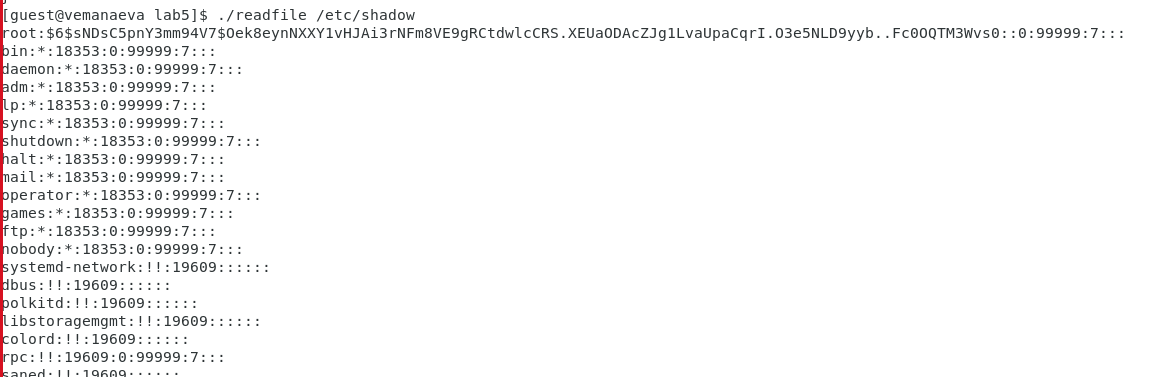 [guest@vemanaeva lab5]$ ./readfile /etc/shadow
root:$6$sNDsC5pnY3mm94V7$Oek8eynNXXY1vHJAi3rNFm8VE9gRCtdwlcCRS.XEUaODAcZJg1LvaUpaCqrI.O3e5NLD9yyb..Fc0OQTM3Wvs0::0:99999:7:::
bin:*:18353:0:99999:7:::
daemon:*:18353:0:99999:7:::
adm:*:18353:0:99999:7:::
lp:*:18353:0:99999:7:::
sync:*:18353:0:99999:7:::
shutdown:*:18353:0:99999:7:::
halt:*:18353:0:99999:7:::
mail:*:18353:0:99999:7:::
operator:*:18353:0:99999:7:::
games:*:18353:0:99999:7:::
ftp:*:18353:0:99999:7:::
nobody:*:18353:0:99999:7:::
systemd-network:!!:19609::::::
dbus:!!:19609::::::
polkitd:!!:19609::::::
libstoragemgmt:!!:19609::::::
colord:!!:19609::::::
rpc:!!:19609:0:99999:7:::
saned:!!:19609::::::